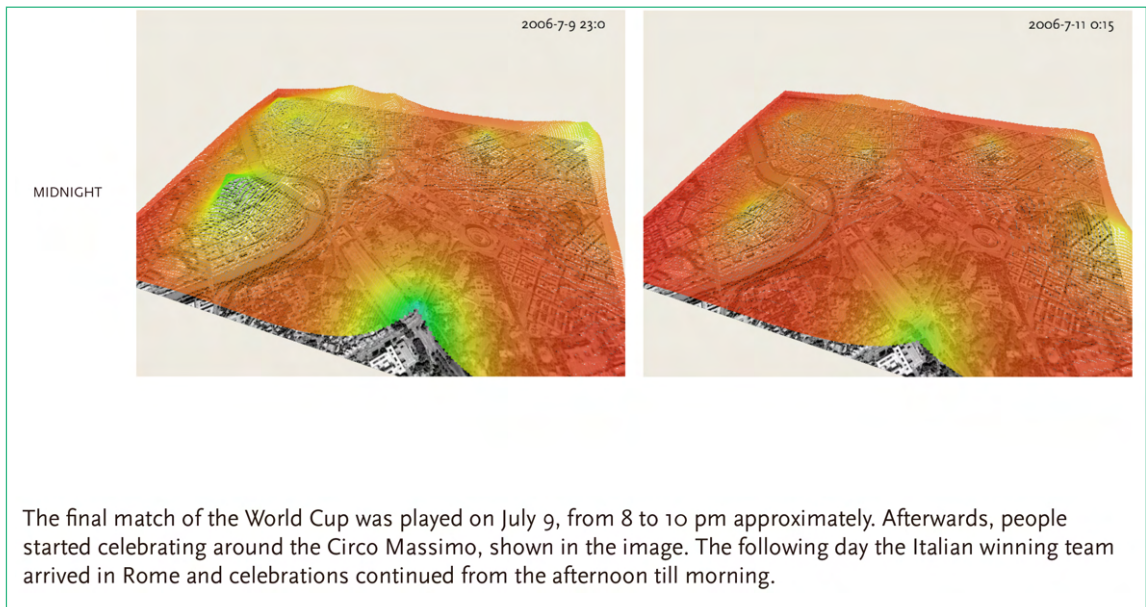 2006-7-9 23:0
2006-7-11 0:15
MIDNIGHT
The final match of the World Cup was played on July 9, from 8 to 10 pm approximately. Afterwards, people
started celebrating around the Circo Massimo, shown in the image. The following day the Italian winning team
arrived in Rome and celebrations continued from the afternoon till morning.